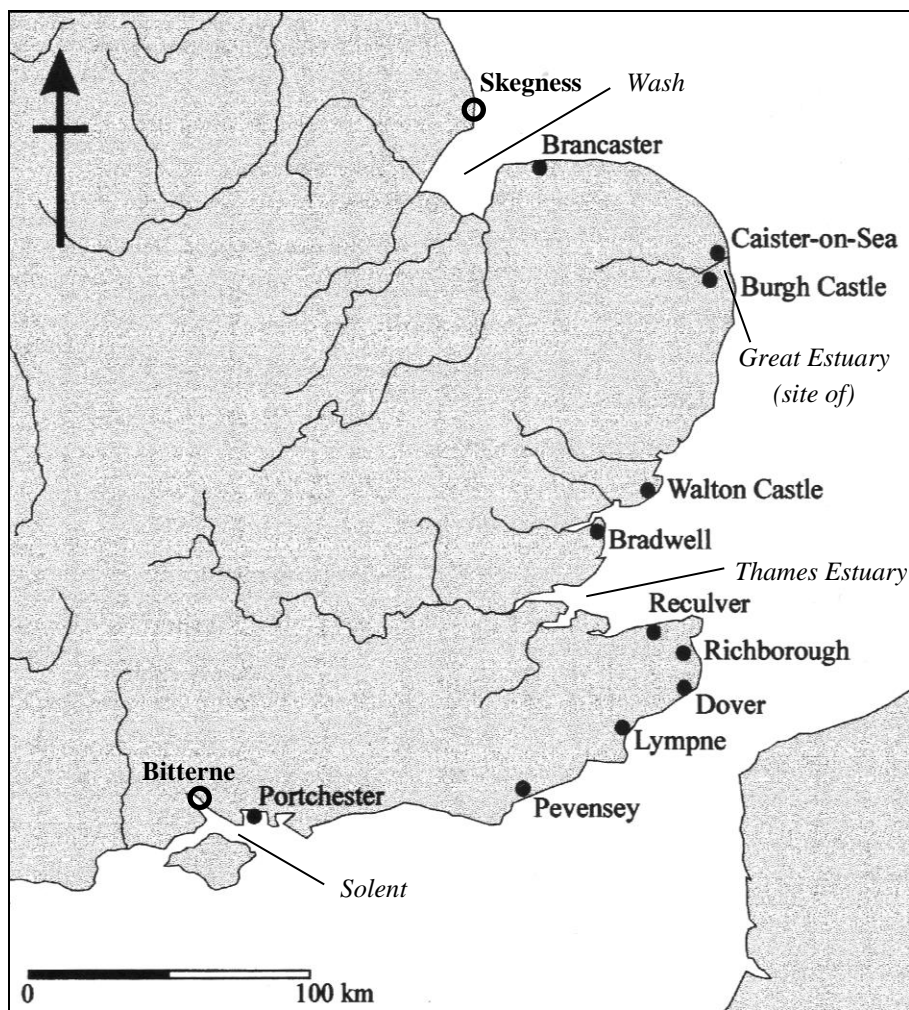 Skegness
Wash
Brancaster
Caister-on-Sea
Burgh Castle
Great Estuary
(site of)
Walton Castle
Bradwell
Thames Estuary
Reculver
Richborough
Dover
Lympne
Bitterne
Portchester
Pevensey
Solent
0
100 km